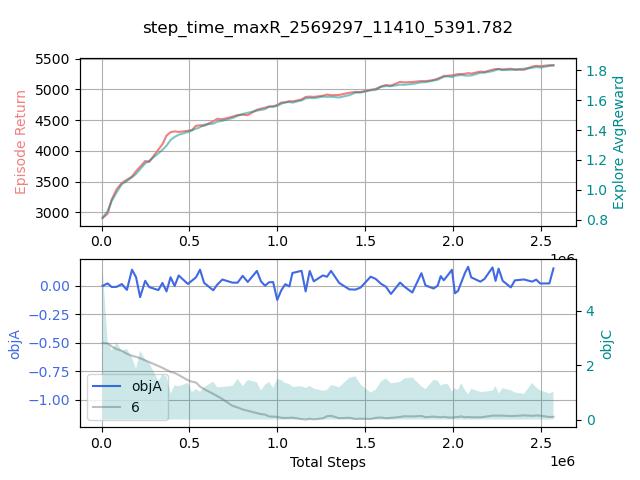 step_time_maxR_2569297_11410_5391.782
5500
5000
4500
4000
3500
3000
Episode Return
1.8
1.6
1.4
1.2
1.0
0.8
Explore AvgReward
0.0 0.5 1.0 1.5 2.0 2.5
1e6
0.00
−0.25
−0.50
−0.75
−1.00
objA
4
2
0
objC
objA
6
0.0 0.5 1.0 1.5 2.0 2.5
Total Steps
1e6